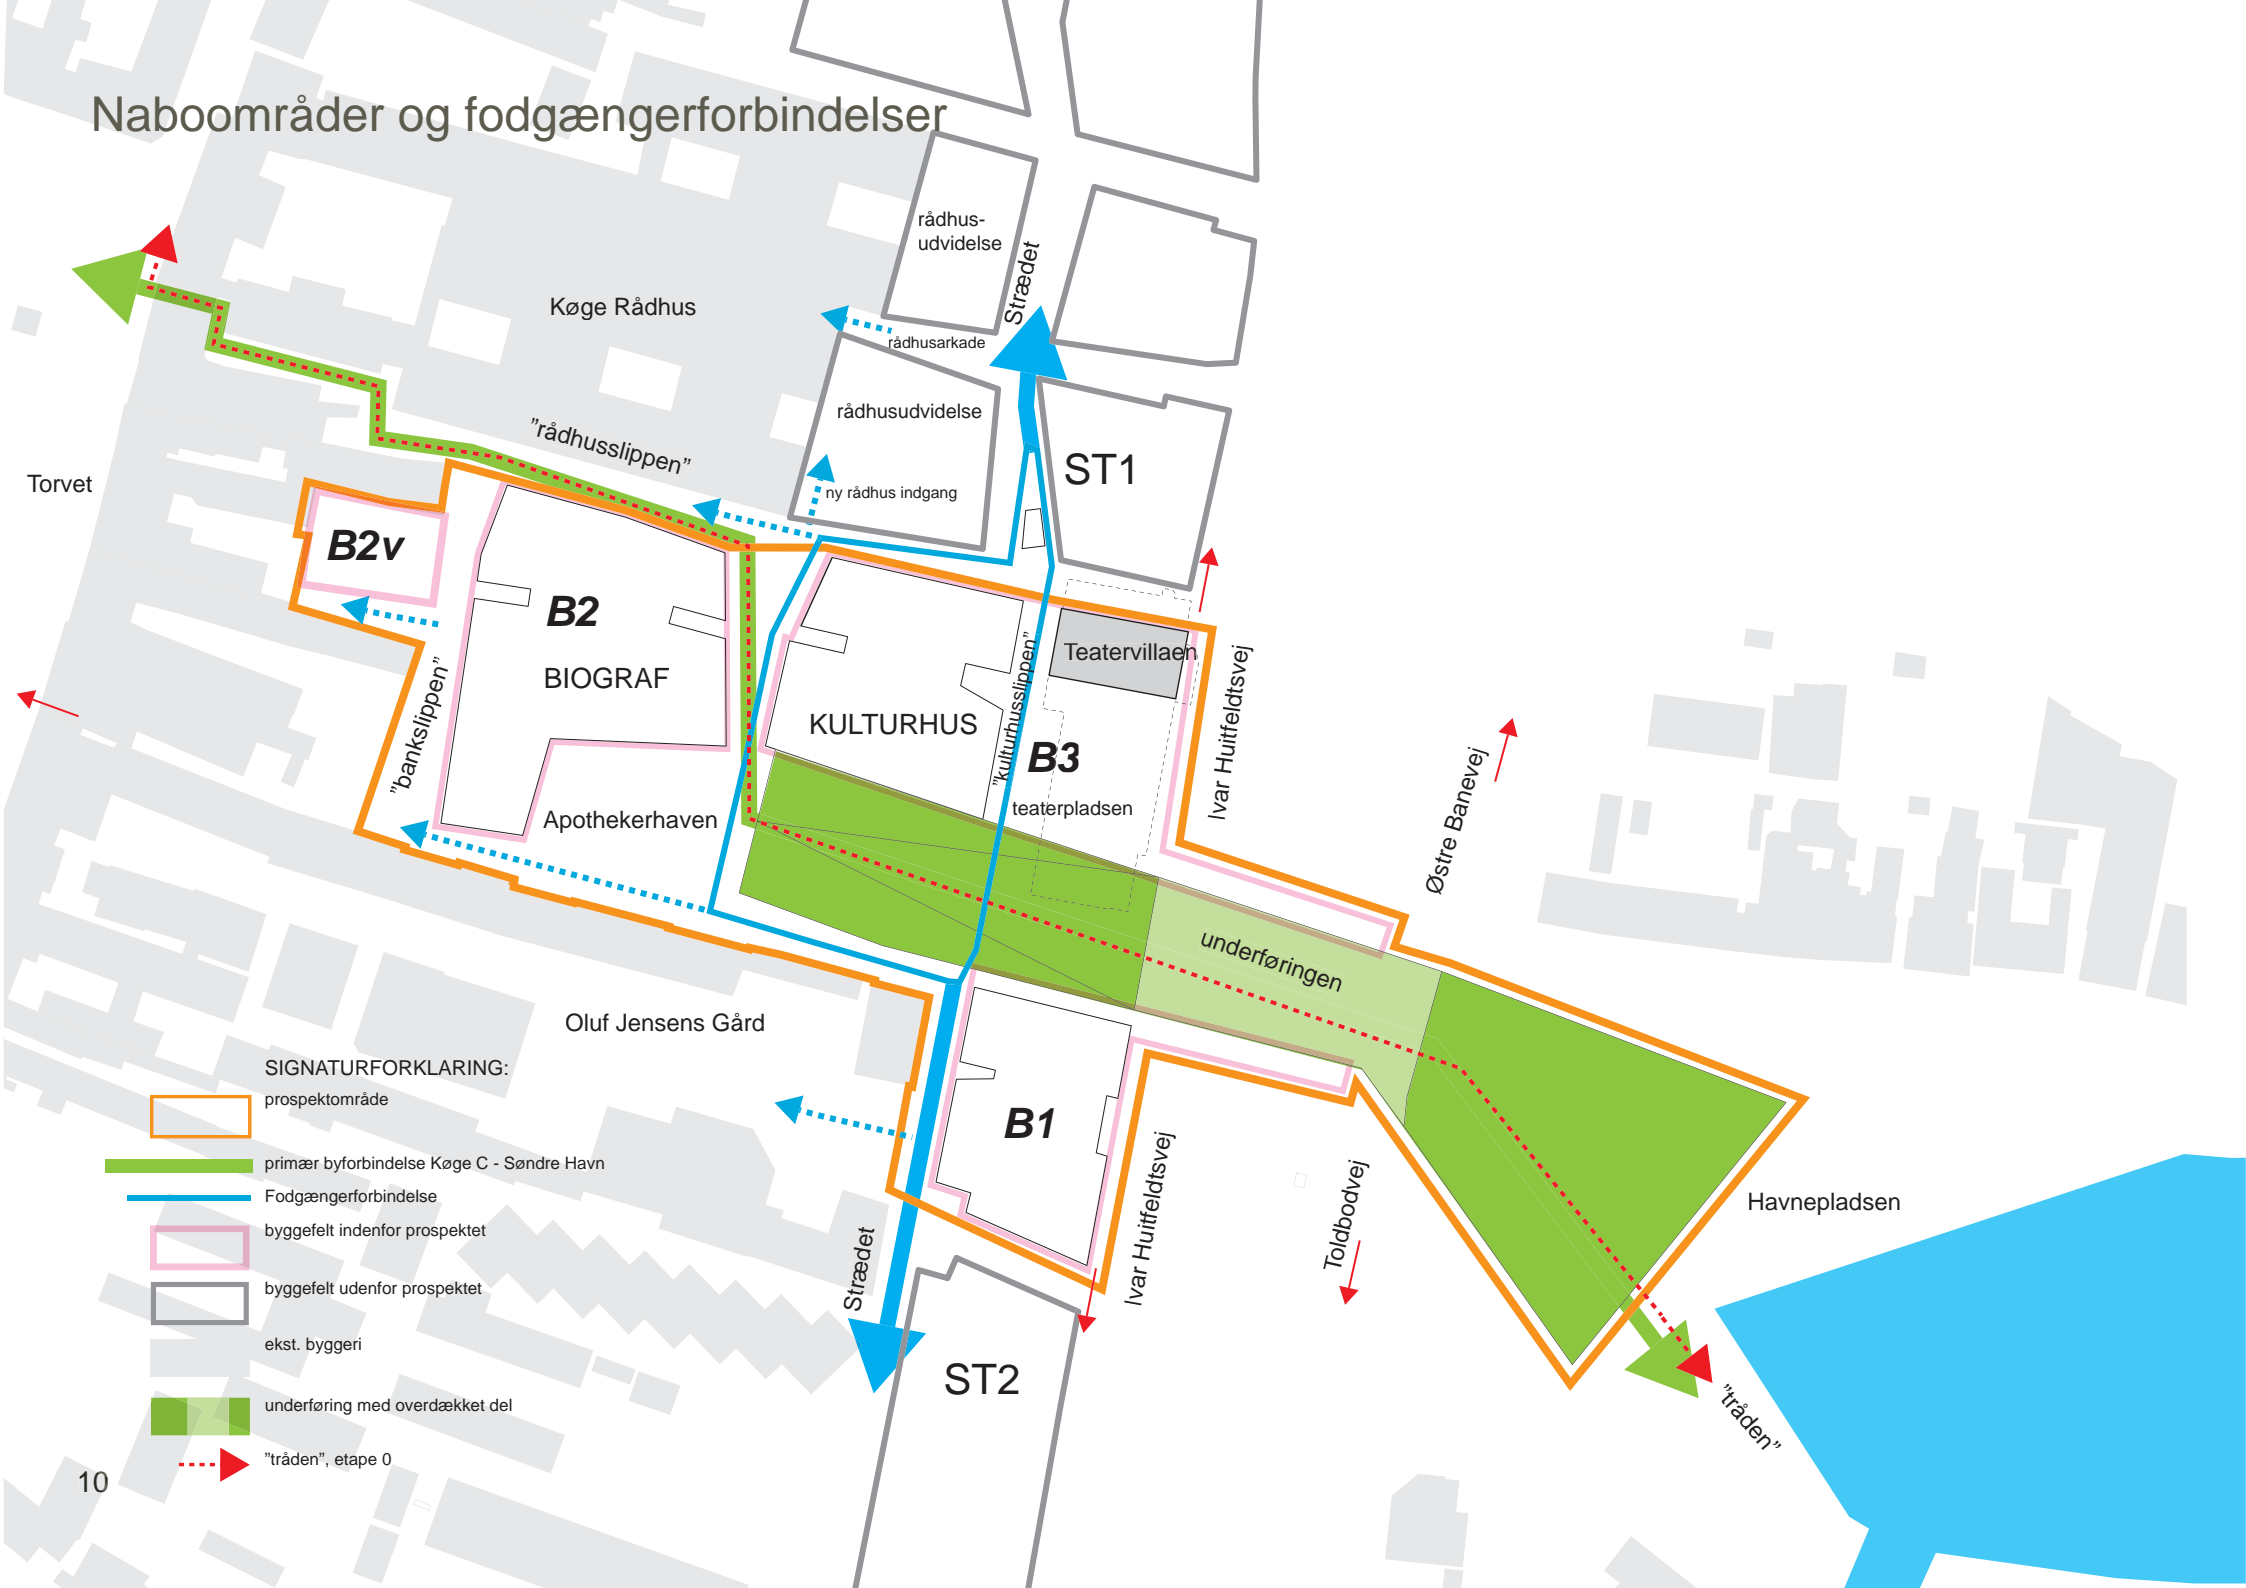 Naboområder og fodgængerforbindelser
rådhus-
udvidelse
Strædet
Køge Rådhus
rådhusarkade
rådhusudvidelse
”rådhusslippen”
ST1
Torvet
ny rådhus indgang
B2v
B2
BIOGRAF
”bankslippen”
Teatervillaen
”kulturhusslippen”
KULTURHUS
B3
Ivar Huitfeldtsvej
teaterpladsen
Apothekerhaven
Østre Banevej
underføringen
Oluf Jensens Gård
B1
Ivar Huitfeldtsvej
Toldbodvej
Havnepladsen
Strædet
ST2
”tråden”
SIGNATURFORKLARING:
prospektområde
primær byforbindelse Køge C - Søndre Havn
Fodgængerforbindelse
byggefelt indenfor prospektet
byggefelt udenfor prospektet
ekst. byggeri
underføring med overdækket del
”tråden”, etape 0
10